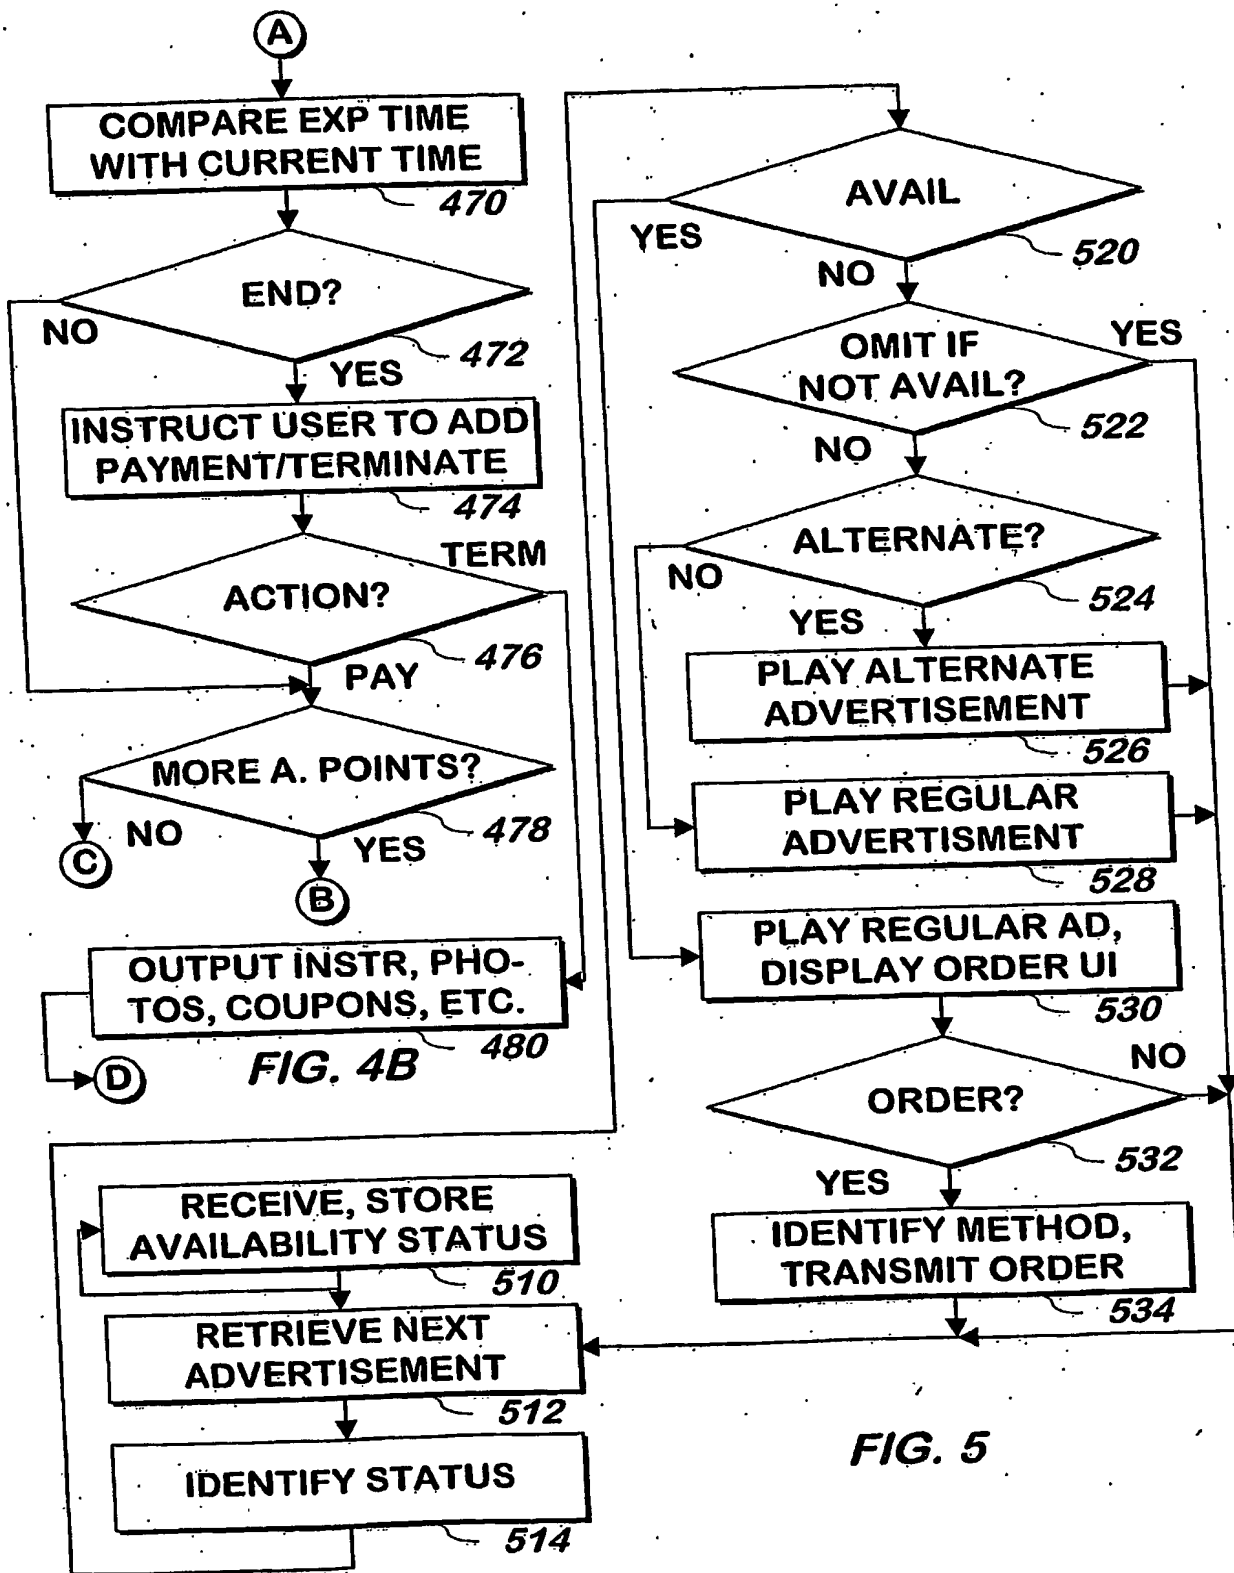 A
COMPARE EXP TIME
WITH CURRENT TIME
470
END?
NO
472
YES
INSTRUCT USER TO ADD
PAYMENT/TERMINATE
474
TERM
ACTION?
476
PAY
MORE A. POINTS?
478
NO
YES
C
B
OUTPUT INSTR, PHO-
TOS, COUPONS, ETC.
480
D
FIG. 4B
RECEIVE, STORE
AVAILABILITY STATUS
510
RETRIEVE NEXT
ADVERTISEMENT
512
IDENTIFY STATUS
514
AVAIL
YES
520
NO
OMIT IF
NOT AVAIL?
YES
522
NO
ALTERNATE?
NO
524
YES
PLAY ALTERNATE
ADVERTISEMENT
526
PLAY REGULAR
ADVERTISMENT
528
PLAY REGULAR AD,
DISPLAY ORDER UI
530
NO
ORDER?
532
YES
IDENTIFY METHOD,
TRANSMIT ORDER
534
FIG. 5